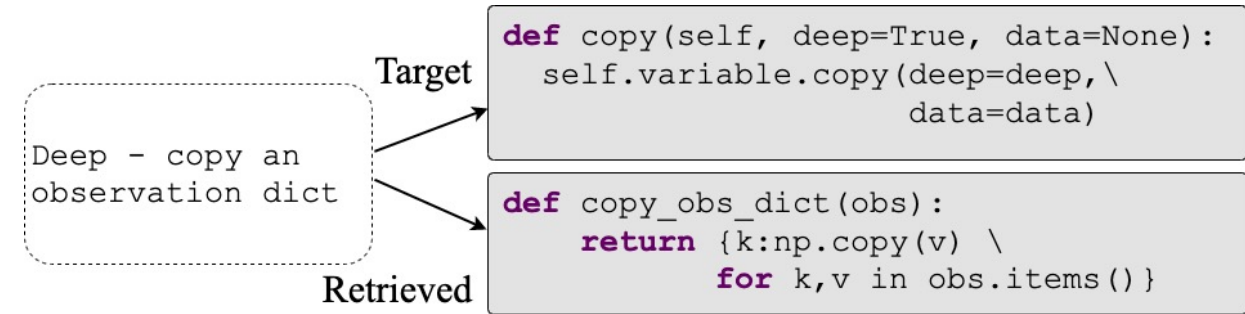 Target
def copy(self, deep=True, data=None):
self.variable.copy(deep=deep,\
data=data)
Deep - copy an
observation dict
def copy_obs_dict(obs):
return {k:np.copy(v) \
for k,v in obs.items()}
Retrieved